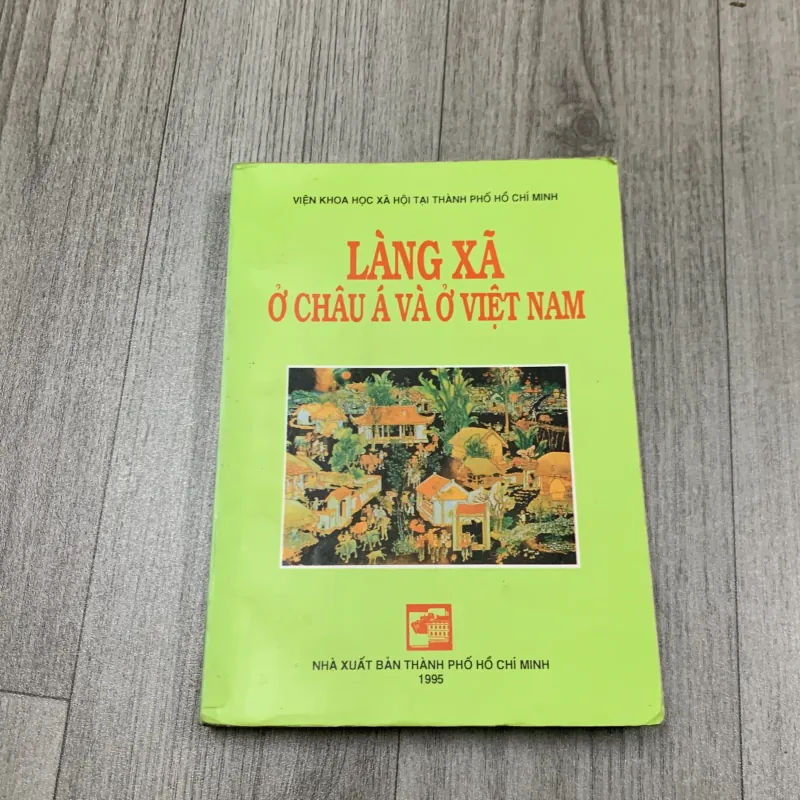 VIỆN KHOA HỌC XÃ HỘI TẠI THÀNH PHỐ HỒ CHÍ MINH
LÀNG XÃ
Ở CHÂU Á VÀ Ở VIỆT NAM
NHÀ XUẤT BẢN THÀNH PHỐ HỒ CHÍ MINH
1995